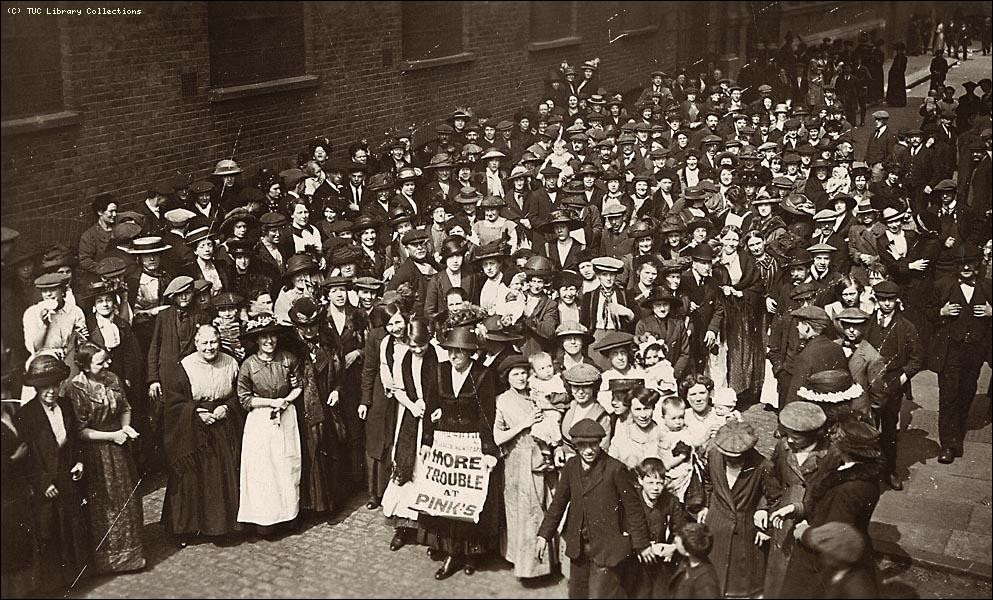 (C) TUC Library Collections
MORE
TROUBLE
AT
PINK'S